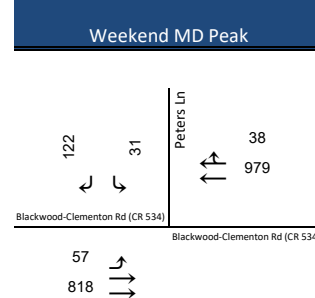 Weekend MD Peak
Peters Ln
122
31
38
979
Blackwood-Clementon Rd (CR 534)
Blackwood-Clementon Rd (CR 534
57
818